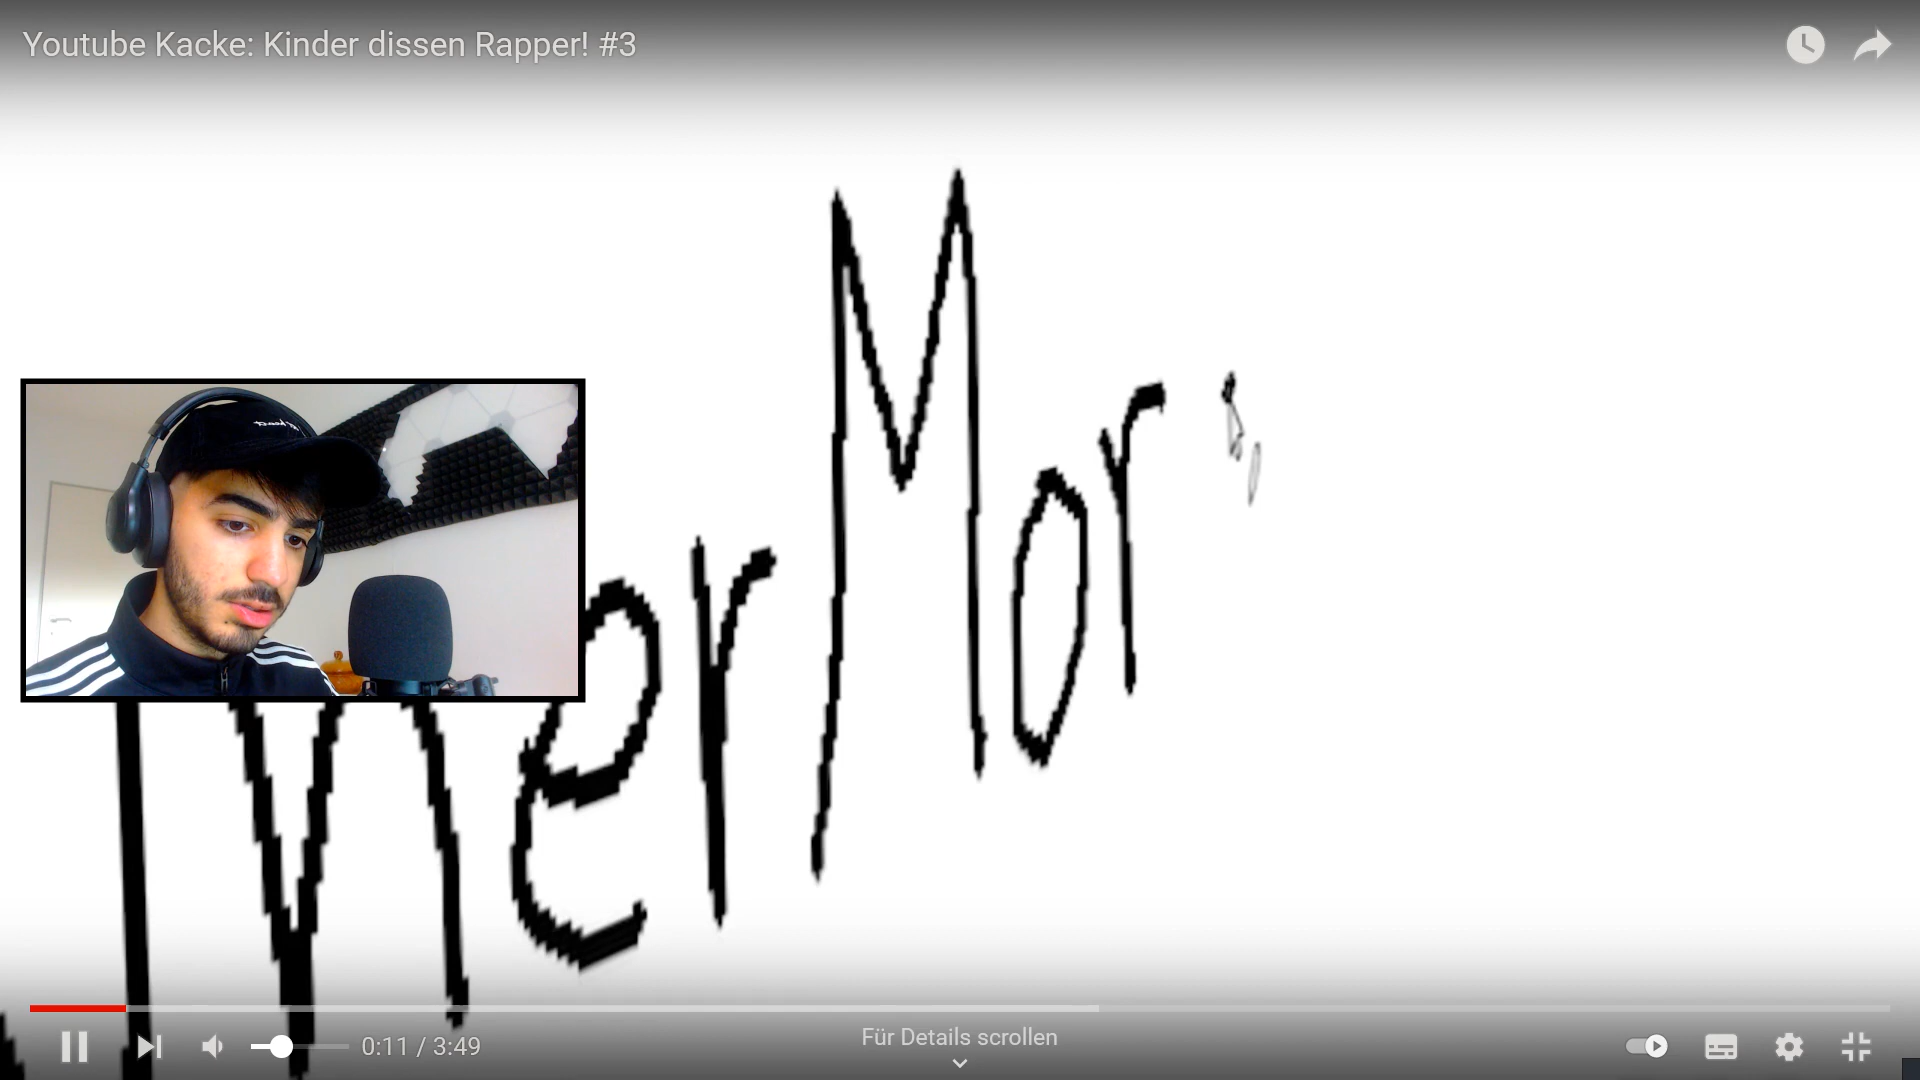 Youtube Kacke: Kinder dissen Rapper! #3
MerMor
0:11 / 3:49
Für Details scrollen